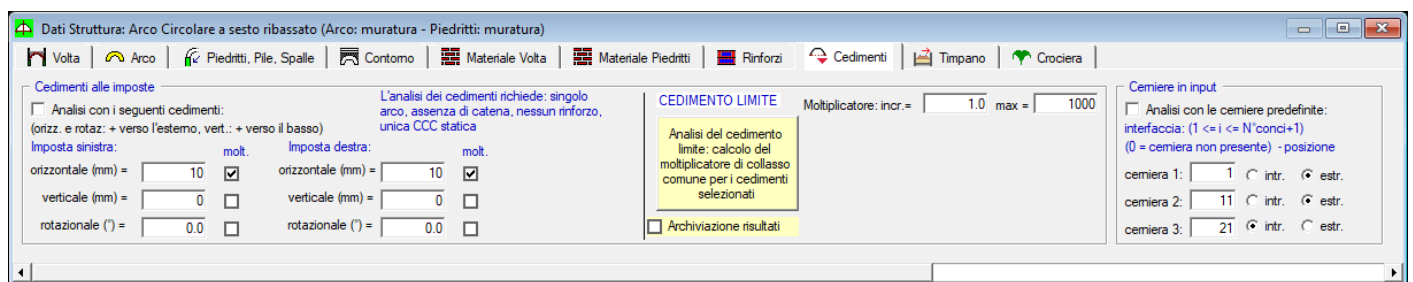 Dati Struttura: Arco Circolare a sesto ribassato (Arco: muratura - Piedritti: muratura)
Volta Arco Piedritti, Pile, Spalle Contorno Materiale Volta Materiale Piedritti Rinforzi Cedimenti Timpano Crociera
Cedimenti alle imposte
Analisi con i seguenti cedimenti:
(orizz. e rotaz: + verso l'esterno, vert.: + verso il basso)
L'analisi dei cedimenti richiede: singolo
arco, assenza di catena, nessun rinforzo,
unica CCC statica
Imposta sinistra: molt. Imposta destra: molt.
orizzontale (mm) = 10 orizzontale (mm) = 10
verticale (mm) = 0 verticale (mm) = 0
rotazionale (°) = 0.0 rotazionale (°) = 0.0
CEDIMENTO LIMITE
Moltiplicatore: incr.= 1.0 max = 1000
Analisi del cedimento
limite: calcolo del
moltiplicatore di collasso
comune per i cedimenti
selezionati
Archiviazione risultati
Cerniere in input
Analisi con le cerniere predefinite:
interfaccia: (1 <= i <= N°conci+1)
(0 = cerniera non presente) - posizione
cerniera 1: 1 intr. estr.
cerniera 2: 11 intr. estr.
cerniera 3: 21 intr. estr.